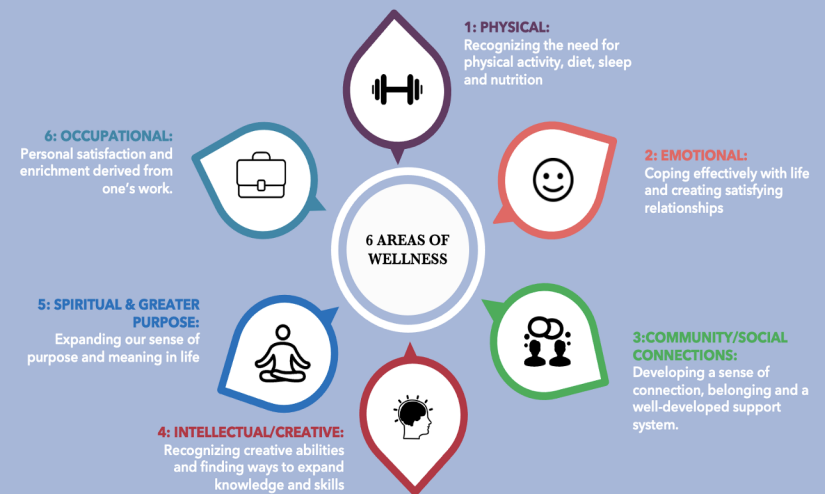 1: PHYSICAL:
Recognizing the need for
physical activity, diet, sleep
and nutrition
2: EMOTIONAL:
Coping effectively with life
and creating satisfying
relationships
3:COMMUNITY/SOCIAL
CONNECTIONS:
Developing a sense of
connection, belonging and a
well-developed support
system.
4: INTELLECTUAL/CREATIVE:
Recognizing creative abilities
and finding ways to expand
knowledge and skills
5: SPIRITUAL & GREATER
PURPOSE:
Expanding our sense of
purpose and meaning in life
6: OCCUPATIONAL:
Personal satisfaction and
enrichment derived from
one's work.
6 AREAS OF
WELLNESS